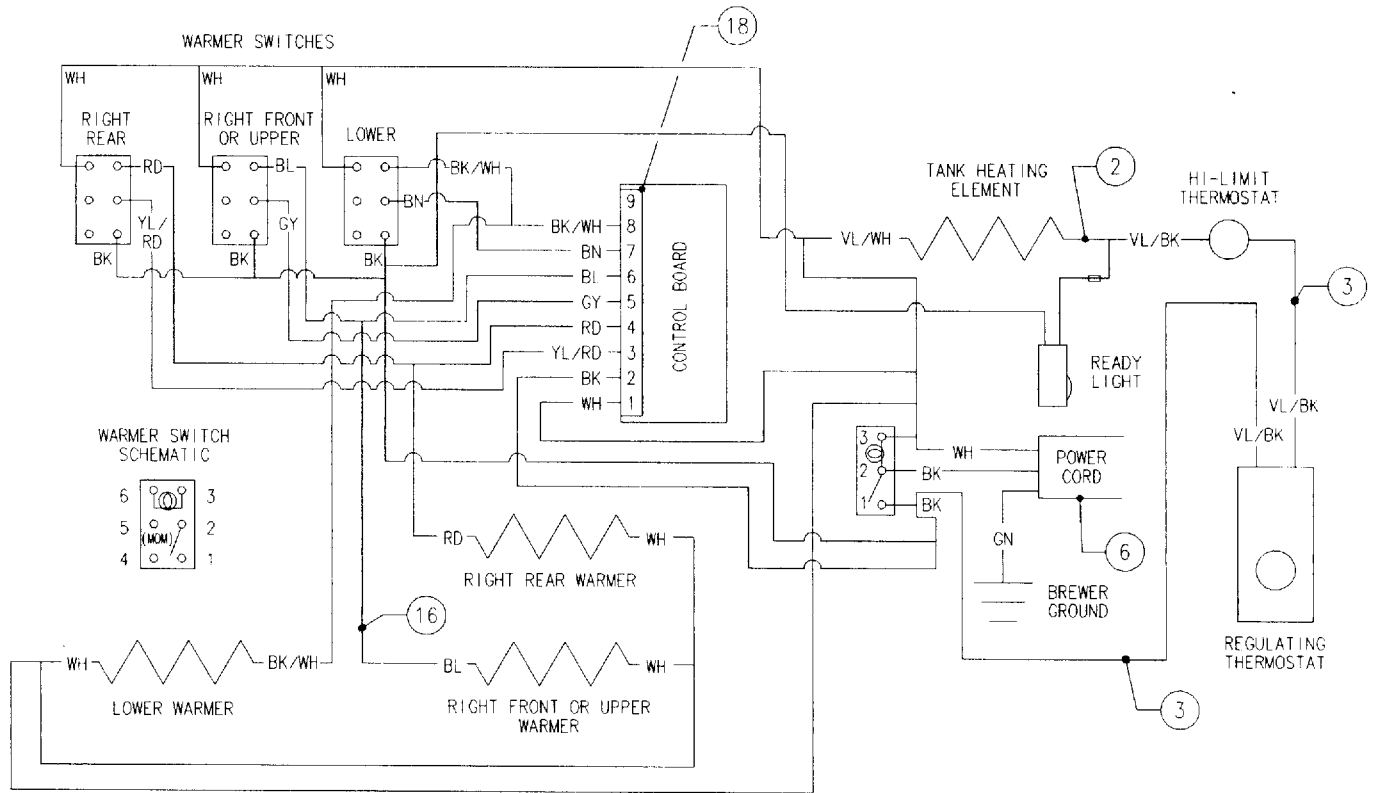 18
WARMER SWITCHES
WH
WH
WH
RIGHT
REAR
RIGHT FRONT
OR UPPER
LOWER
RD
BL
BK/WH
BN
YL/
RD
GY
BK
BK
BK
TANK HEATING
ELEMENT
2
HI-LIMIT
THERMOSTAT
VL/WH
VL/BK
3
9
BK/WH 8
BN 7
BL 6
GY 5
RD 4
YL/RD 3
BK 2
WH 1
CONTROL BOARD
READY
LIGHT
VL/BK
VL/BK
WARMER SWITCH
SCHEMATIC
6 3
5 (MOM) 2
4 1
3
2
1
WH
BK
BK
POWER
CORD
6
GN
BREWER
GROUND
RD
WH
RIGHT REAR WARMER
16
WH
BK/WH
LOWER WARMER
BL
WH
RIGHT FRONT OR UPPER
WARMER
REGULATING
THERMOSTAT
3